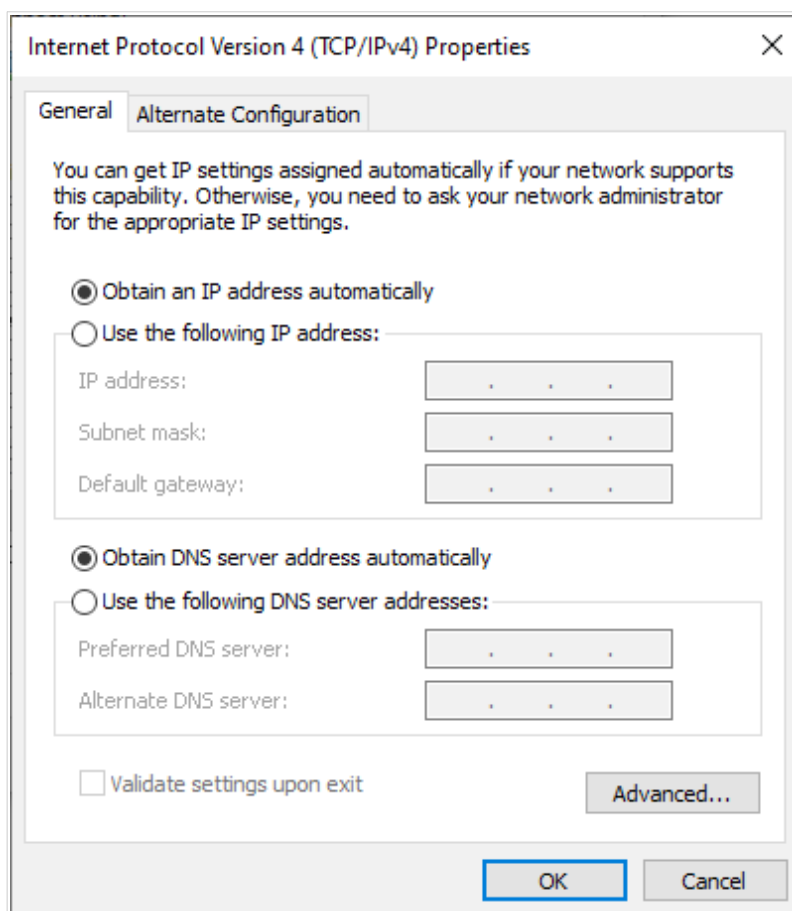 Internet Protocol Version 4 (TCP/IPv4) Properties
General
Alternate Configuration
You can get IP settings assigned automatically if your network supports
this capability. Otherwise, you need to ask your network administrator
for the appropriate IP settings.
Obtain an IP address automatically
Use the following IP address:
IP address:
Subnet mask:
Default gateway:
Obtain DNS server address automatically
Use the following DNS server addresses:
Preferred DNS server:
Alternate DNS server:
Validate settings upon exit
Advanced...
OK
Cancel